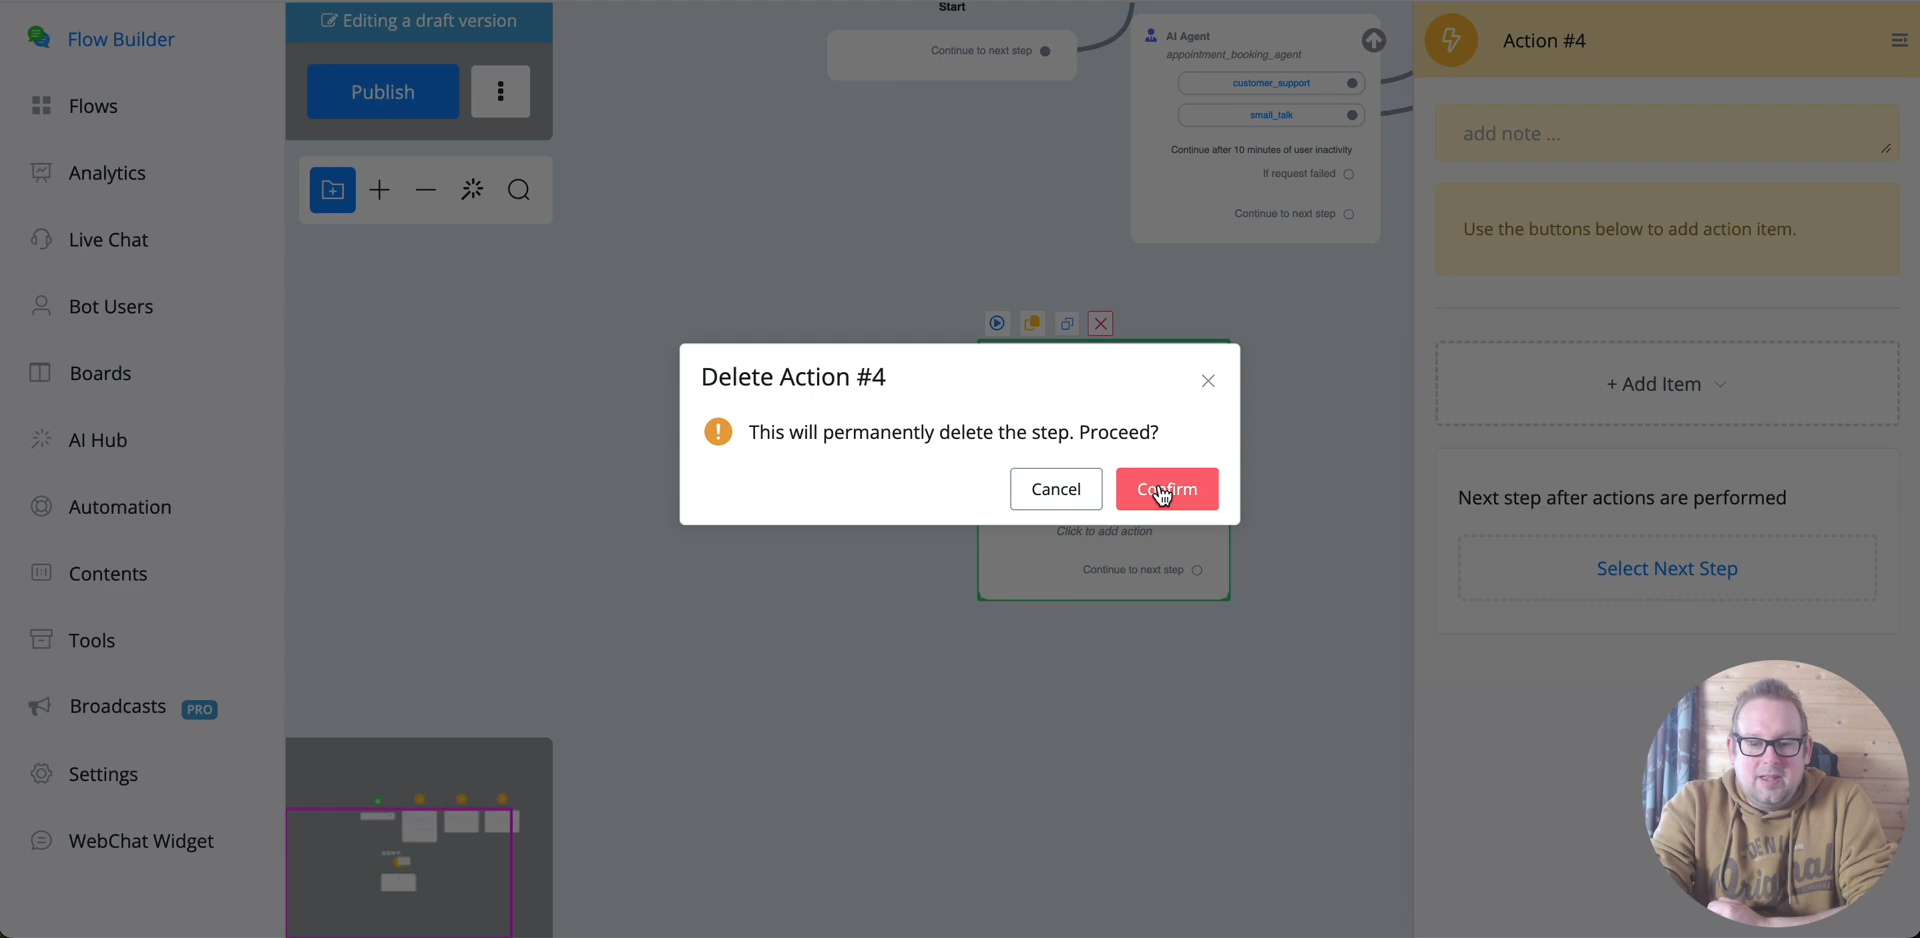 Flow Builder
Flows
Analytics
Live Chat
Bot Users
Boards
AI Hub
Automation
Contents
Tools
Broadcasts PRO
Settings
WebChat Widget
Editing a draft version
Publish
Start
Continue to next step
AI Agent
appointment_booking_agent
customer_support
small_talk
Continue after 10 minutes of user inactivity
If request failed
Continue to next step
Delete Action #4
This will permanently delete the step. Proceed?
Cancel
Confirm
Click to add action
Continue to next step
Action #4
add note ...
Use the buttons below to add action item.
+ Add Item
Next step after actions are performed
Select Next Step
Original